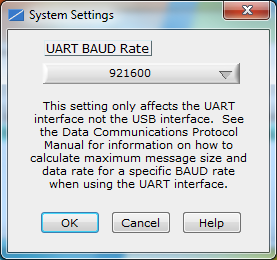 System Settings
UART BAUD Rate
921600
This setting only affects the UART
interface not the USB interface.  See
the Data Communications Protocol
Manual for information on how to
calculate maximum message size and
data rate for a specific BAUD rate
when using the UART interface.
OK Cancel Help